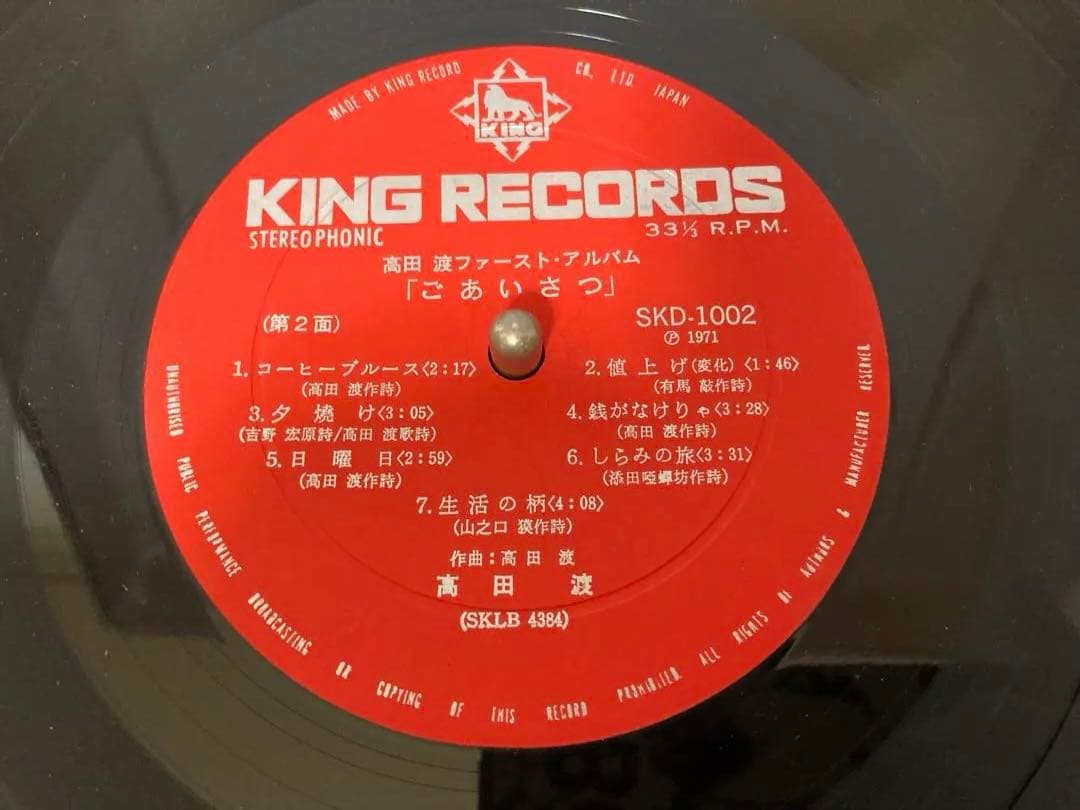 MADE BY KING RECORD CO., LTD. JAPAN
KING
KING RECORDS
STEREOPHONIC
33⅓ R.P.M.
高田 渡ファースト・アルバム
「ごあいさつ」
(第2面)
SKD-1002
Ⓟ 1971
1. コーヒーブルース〈2:17〉
(高田 渡作詩)
2. 値上げ(変化)〈1:46〉
(有馬 敲作詩)
3. 夕焼け〈3:05〉
(吉野 宏原詩/高田 渡歌詩)
4. 銭がなけりゃ〈3:28〉
(高田 渡作詩)
5. 日曜日〈2:59〉
(高田 渡作詩)
6. しらみの旅〈3:31〉
(添田啞蟬坊作詩)
7. 生活の柄〈4:08〉
(山之口 獏作詩)
作曲:高田 渡
高田 渡
(SKLB 4384)
UNAUTHORISED PUBLIC PERFORMANCE BROADCASTING OR COPYING OF THIS RECORD PROHIBITED. ALL RIGHTS OF AUTHORS & MANUFACTURER RESERVED.